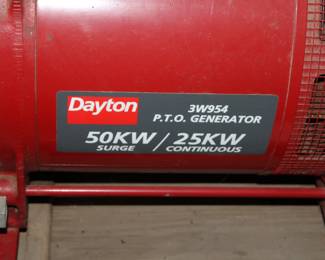 Dayton
3W954
P.T.O. GENERATOR
50KW / 25KW
SURGE CONTINUOUS